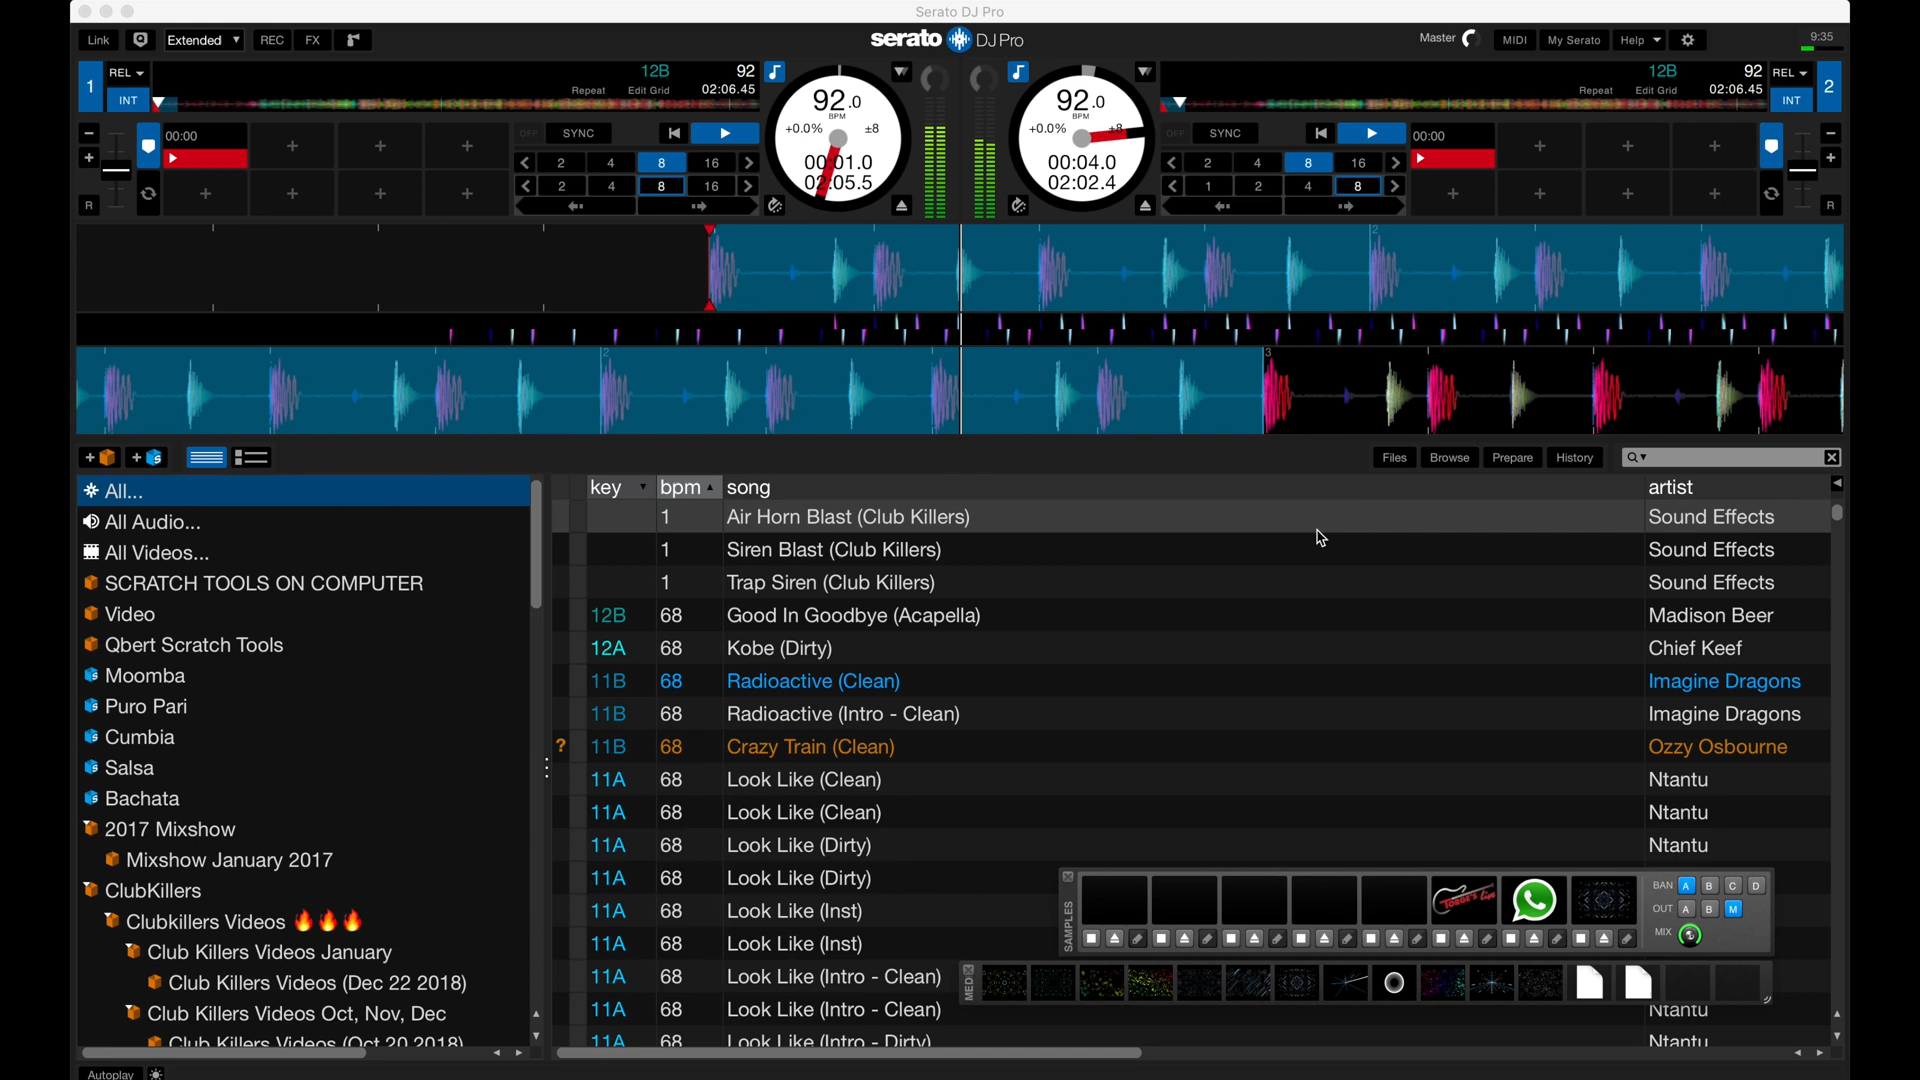 Serato DJ Pro
Link Extended REC FX serato DJ Pro Master MIDI My Serato Help 9:35
1 REL 12B 92 92.0 BPM 92.0 BPM 12B 92 REL 2
INT Repeat Edit Grid 02:06.45 +0.0% ±8 +0.0% ±8 Repeat Edit Grid 02:06.45 INT
00:00 OFF SYNC OFF SYNC 00:00
2 4 8 16 00:01.0 00:04.0 2 4 8 16
2 4 8 16 02:05.5 02:02.4 1 2 4 8
R R
2
2 3
Files Browse Prepare History
All...
All Audio...
All Videos...
SCRATCH TOOLS ON COMPUTER
Video
Qbert Scratch Tools
Moomba
Puro Pari
Cumbia
Salsa
Bachata
2017 Mixshow
Mixshow January 2017
ClubKillers
Clubkillers Videos 🔥🔥🔥
Club Killers Videos January
Club Killers Videos (Dec 22 2018)
Club Killers Videos Oct, Nov, Dec
Club Killers Videos (Oct 20 2018)
key bpm song artist
1 Air Horn Blast (Club Killers) Sound Effects
1 Siren Blast (Club Killers) Sound Effects
1 Trap Siren (Club Killers) Sound Effects
12B 68 Good In Goodbye (Acapella) Madison Beer
12A 68 Kobe (Dirty) Chief Keef
11B 68 Radioactive (Clean) Imagine Dragons
11B 68 Radioactive (Intro - Clean) Imagine Dragons
? 11B 68 Crazy Train (Clean) Ozzy Osbourne
11A 68 Look Like (Clean) Ntantu
11A 68 Look Like (Clean) Ntantu
11A 68 Look Like (Dirty) Ntantu
11A 68 Look Like (Dirty)
11A 68 Look Like (Inst)
11A 68 Look Like (Inst)
11A 68 Look Like (Intro - Clean)
11A 68 Look Like (Intro - Clean) Ntantu
11A 68 Look Like (Intro - Dirty) Ntantu
SAMPLES BAN A B C D
OUT A B M
MIX
MED
Autoplay